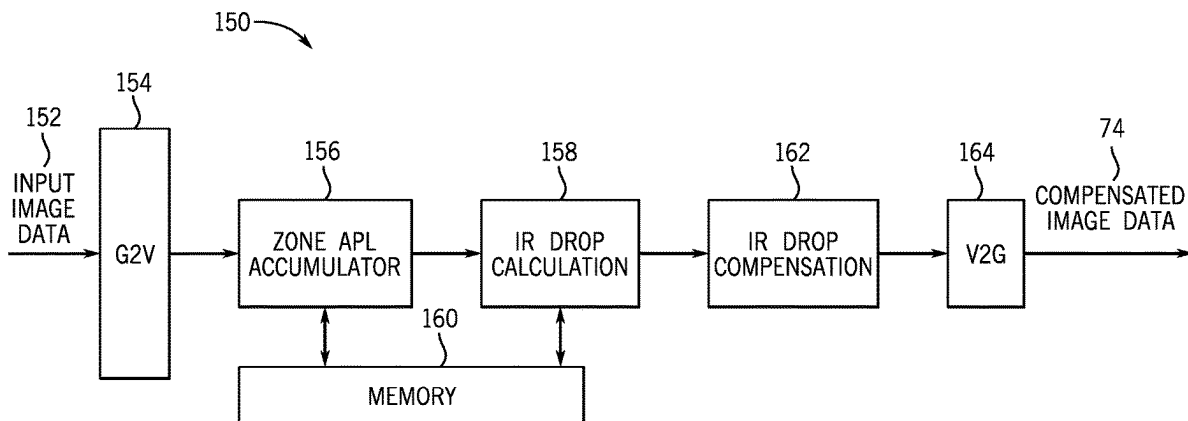 150
154
152
INPUT
IMAGE
DATA
G2V
156
ZONE APL
ACCUMULATOR
158
IR DROP
CALCULATION
162
IR DROP
COMPENSATION
164
V2G
74
COMPENSATED
IMAGE DATA
160
MEMORY